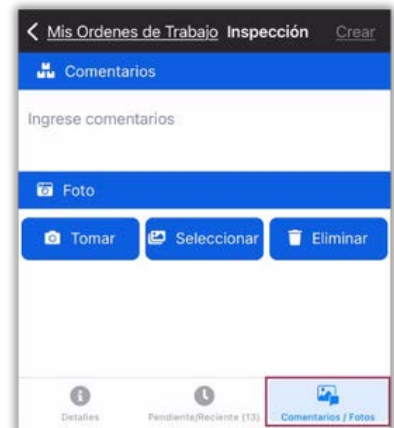 Mis Ordenes de Trabajo Inspección Crear
Comentarios
Ingrese comentarios
Foto
Tomar Seleccionar Eliminar
Detalles Pendiente/Reciente (13) Comentarios / Fotos